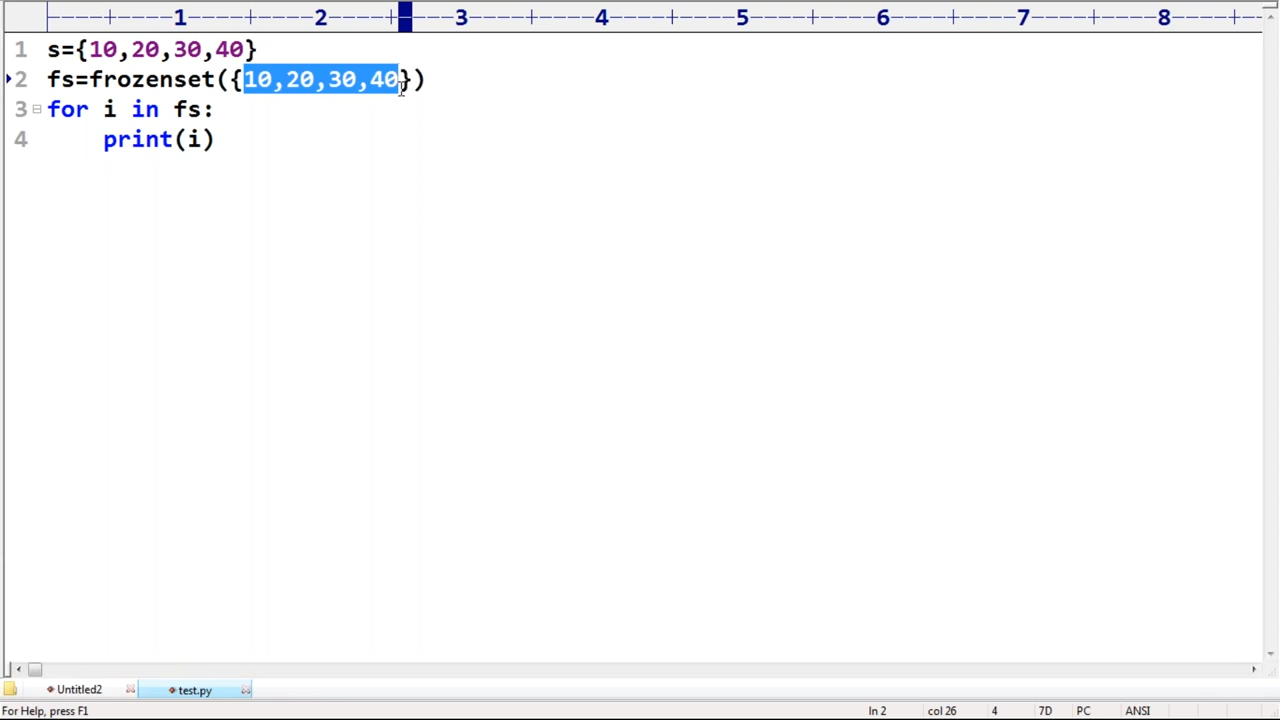 1 2 3 4 5 6 7 8
1 s={10,20,30,40}
2 fs=frozenset({10,20,30,40})
3 for i in fs:
4 print(i)
Untitled2 test.py
For Help, press F1 ln 2 col 26 4 7D PC ANSI